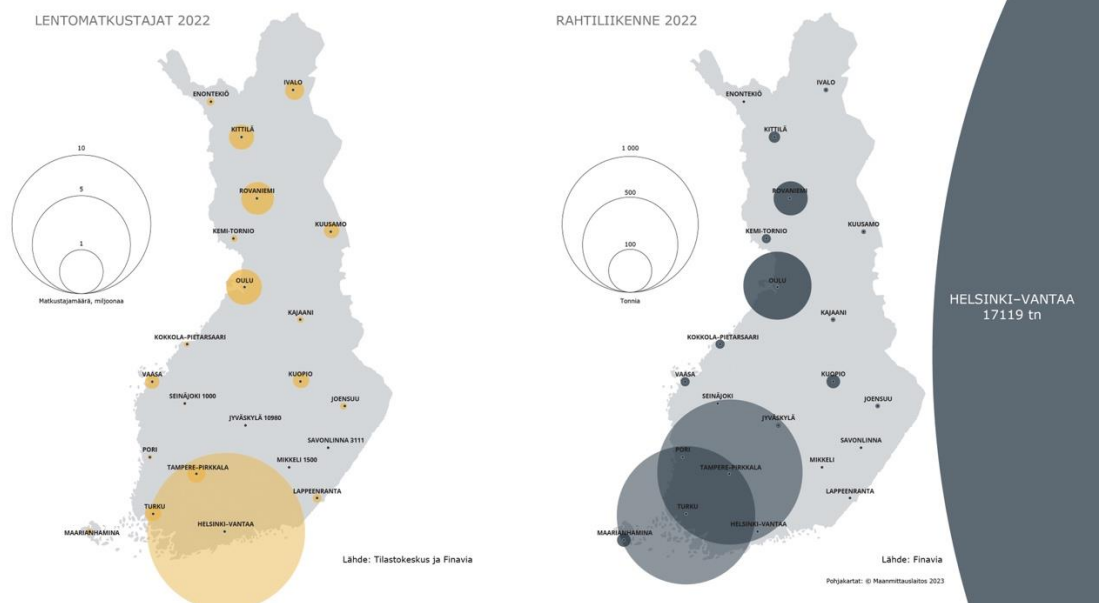 LENTOMATKUSTAJAT 2022
IVALO
ENONTEKIÖ
KITTILÄ
10
ROVANIEMI
5
KUUSAMO
KEMI-TORNIO
1
OULU
Matkustajamäärä, miljoonaa
KAJAANI
KOKKOLA–PIETARSAARI
VAASA
KUOPIO
SEINÄJOKI 1000
JOENSUU
JYVÄSKYLÄ 10980
SAVONLINNA 3111
PORI
TAMPERE–PIRKKALA
MIKKELI 1500
LAPPEENRANTA
TURKU
MAARIANHAMINA
HELSINKI–VANTAA
Lähde: Tilastokeskus ja Finavia
RAHTILIIKENNE 2022
IVALO
ENONTEKIÖ
KITTILÄ
1 000
ROVANIEMI
500
KUUSAMO
KEMI-TORNIO
100
OULU
Tonnia
HELSINKI–VANTAA
17119 tn
KAJAANI
KOKKOLA–PIETARSAARI
VAASA
KUOPIO
SEINÄJOKI
JOENSUU
JYVÄSKYLÄ
SAVONLINNA
PORI
TAMPERE–PIRKKALA
MIKKELI
LAPPEENRANTA
TURKU
MAARIANHAMINA
HELSINKI–VANTAA
Lähde: Finavia
Pohjakartat: © Maanmittauslaitos 2023